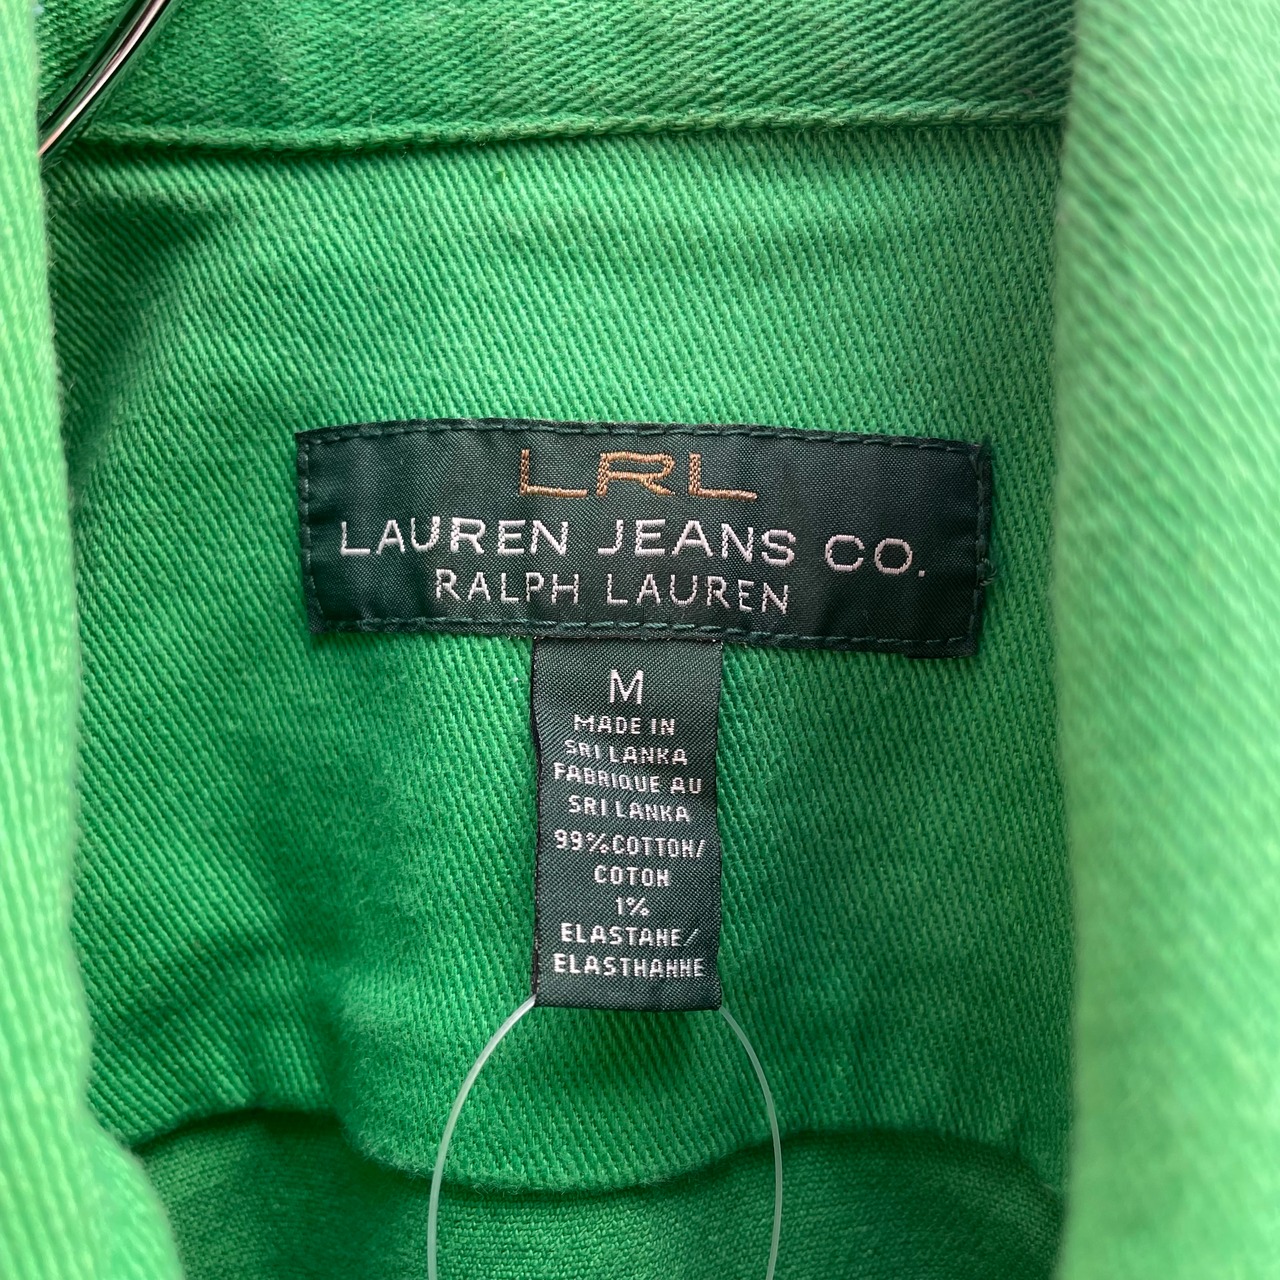 LRL
LAUREN JEANS CO.
RALPH LAUREN
M
MADE IN
SRI LANKA
FABRIQUE AU
SRI LANKA
99% COTTON/
COTON
1%
ELASTANE/
ELASTHANNE